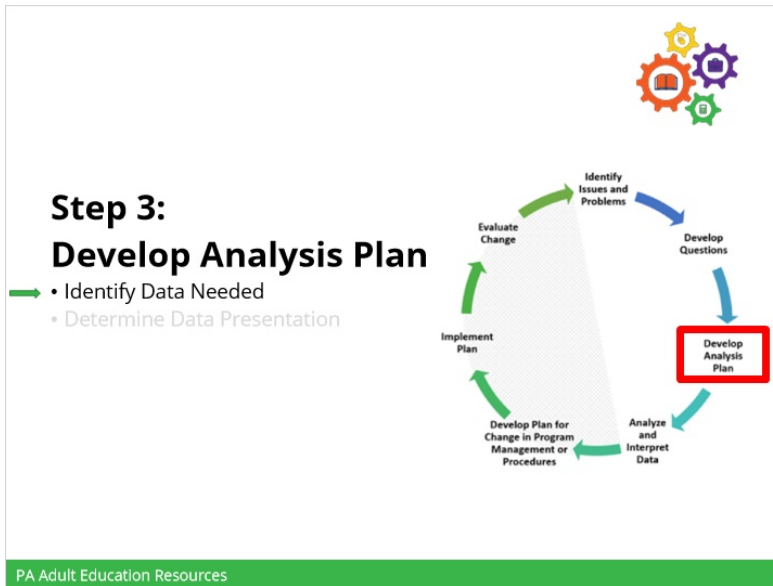 Step 3:
Develop Analysis Plan
• Identify Data Needed
• Determine Data Presentation
Identify
Issues and
Problems
Develop
Questions
Develop
Analysis
Plan
Analyze
and
Interpret
Data
Develop Plan for
Change in Program
Management or
Procedures
Implement
Plan
Evaluate
Change
PA Adult Education Resources